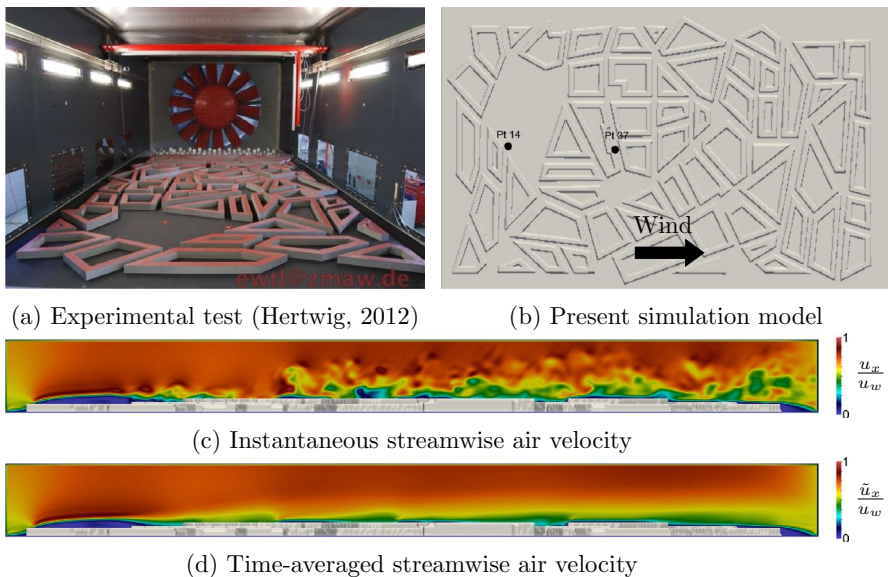 ewtl@zmaw.de
Pt 14
Pt 37
Wind
(a) Experimental test (Hertwig, 2012)
(b) Present simulation model
1
u_x
u_w
0
(c) Instantaneous streamwise air velocity
1
ũ_x
u_w
0
(d) Time-averaged streamwise air velocity